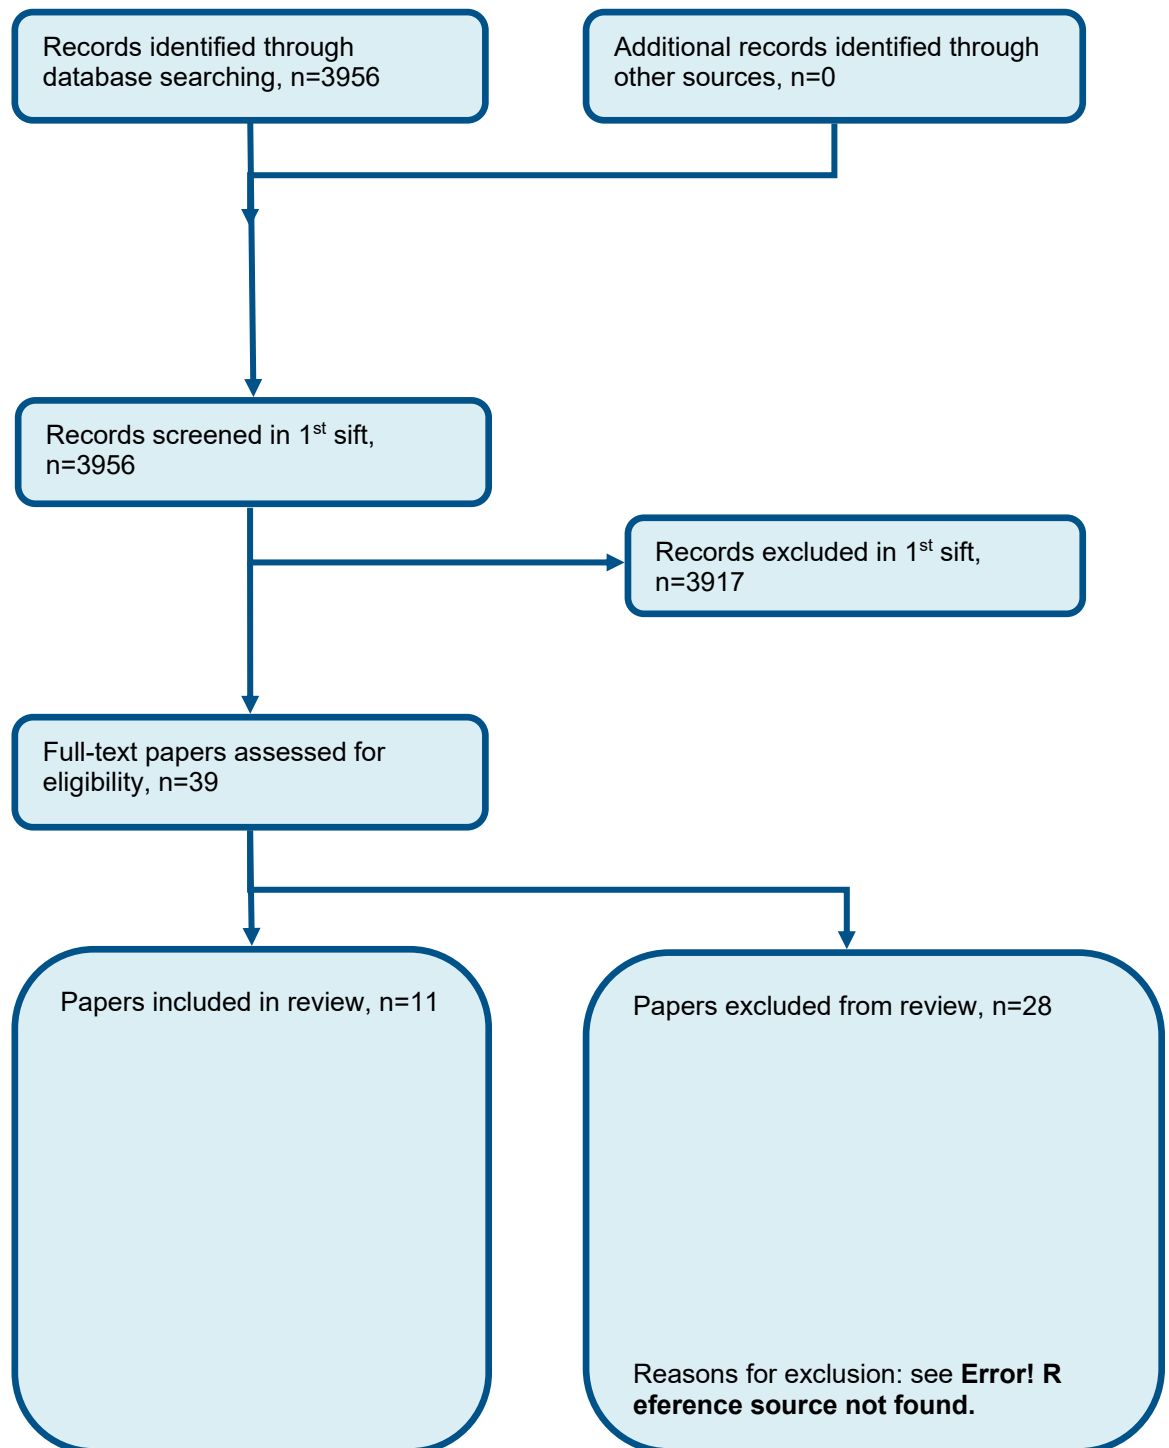 Records identified through
database searching, n=3956
Additional records identified through
other sources, n=0
Records screened in 1st sift,
n=3956
Records excluded in 1st sift,
n=3917
Full-text papers assessed for
eligibility, n=39
Papers included in review, n=11
Papers excluded from review, n=28
Reasons for exclusion: see Error! R
eference source not found.